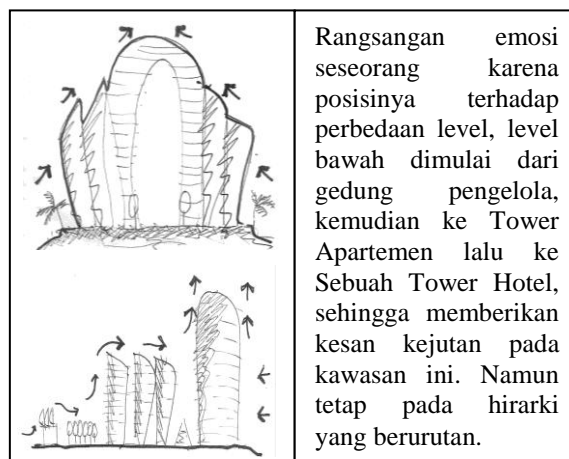 Rangsangan emosi
seseorang karena
posisinya terhadap
perbedaan level, level
bawah dimulai dari
gedung pengelola,
kemudian ke Tower
Apartemen lalu ke
Sebuah Tower Hotel,
sehingga memberikan
kesan kejutan pada
kawasan ini. Namun
tetap pada hirarki
yang berurutan.